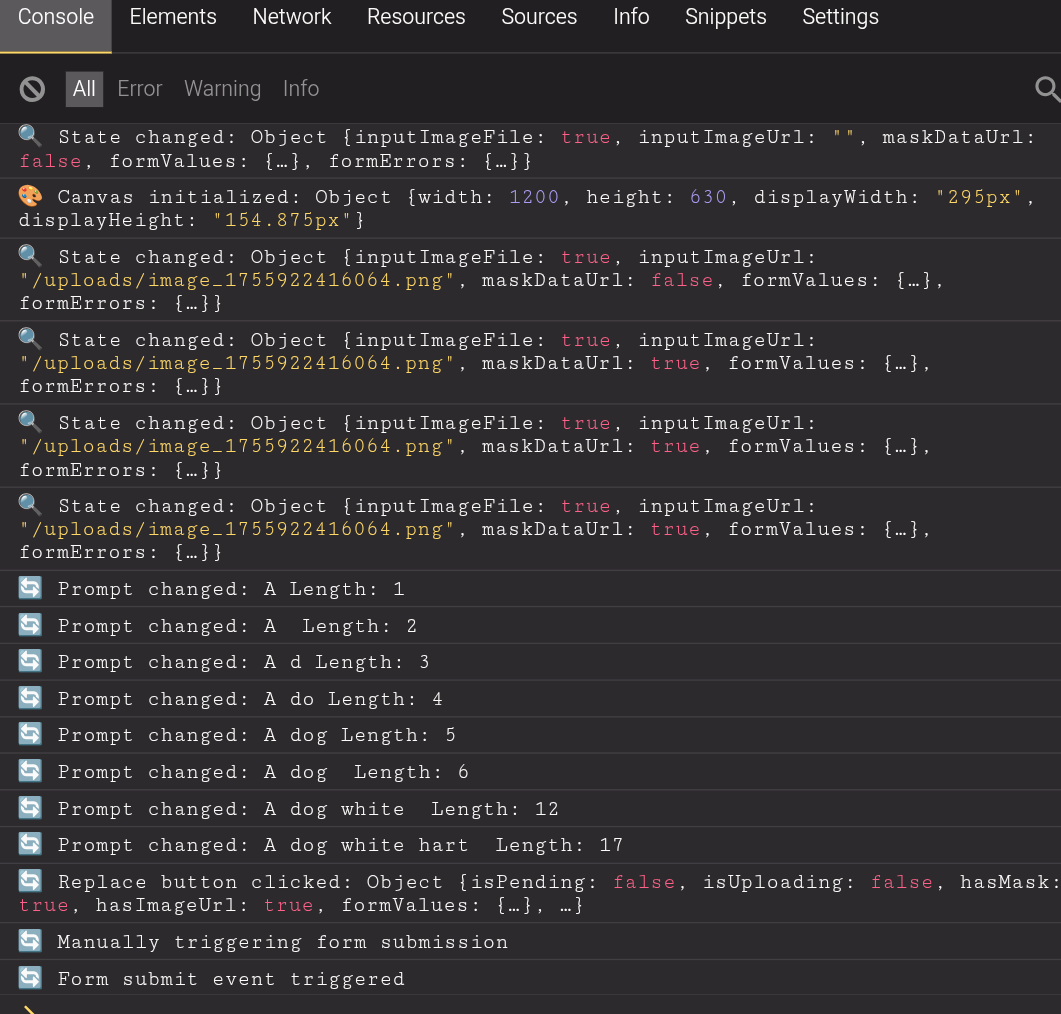 Console Elements Network Resources Sources Info Snippets Settings
All Error Warning Info
🔍 State changed: Object {inputImageFile: true, inputImageUrl: "", maskDataUrl:
false, formValues: {…}, formErrors: {…}}
🎨 Canvas initialized: Object {width: 1200, height: 630, displayWidth: "295px",
displayHeight: "154.875px"}
🔍 State changed: Object {inputImageFile: true, inputImageUrl:
"/uploads/image_1755922416064.png", maskDataUrl: false, formValues: {…},
formErrors: {…}}
🔍 State changed: Object {inputImageFile: true, inputImageUrl:
"/uploads/image_1755922416064.png", maskDataUrl: true, formValues: {…},
formErrors: {…}}
🔍 State changed: Object {inputImageFile: true, inputImageUrl:
"/uploads/image_1755922416064.png", maskDataUrl: true, formValues: {…},
formErrors: {…}}
🔍 State changed: Object {inputImageFile: true, inputImageUrl:
"/uploads/image_1755922416064.png", maskDataUrl: true, formValues: {…},
formErrors: {…}}
🔄 Prompt changed: A Length: 1
🔄 Prompt changed: A  Length: 2
🔄 Prompt changed: A d Length: 3
🔄 Prompt changed: A do Length: 4
🔄 Prompt changed: A dog Length: 5
🔄 Prompt changed: A dog  Length: 6
🔄 Prompt changed: A dog white  Length: 12
🔄 Prompt changed: A dog white hart  Length: 17
🔄 Replace button clicked: Object {isPending: false, isUploading: false, hasMask:
true, hasImageUrl: true, formValues: {…}, …}
🔄 Manually triggering form submission
🔄 Form submit event triggered